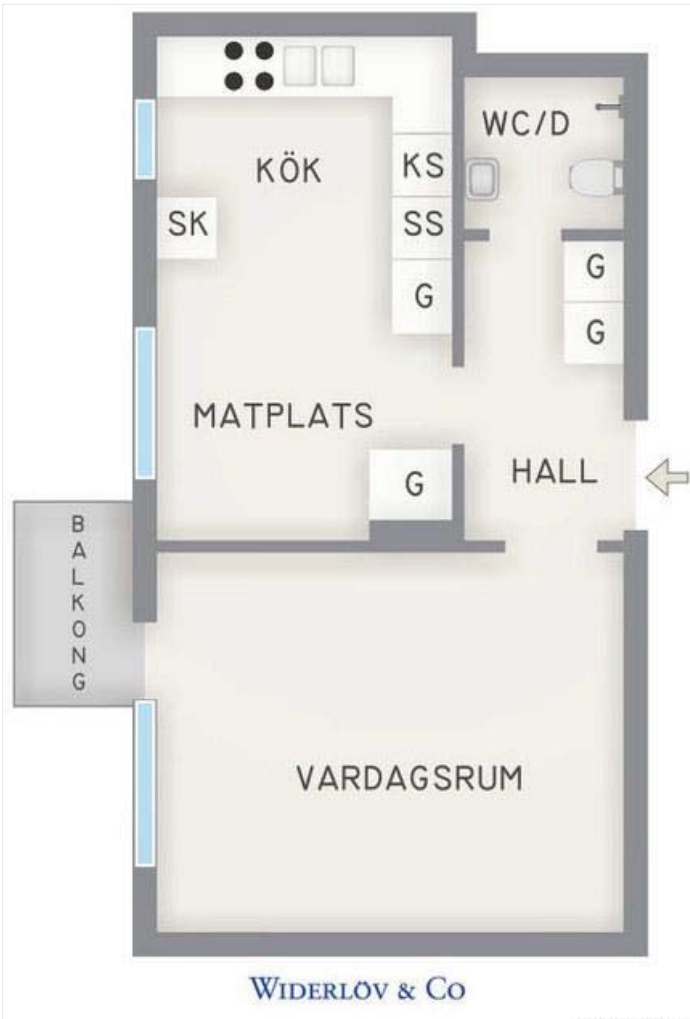 WC/D
KÖK
KS
SK
SS
G
G
G
MATPLATS
G
HALL
BALKONG
VARDAGSRUM
WIDERLÖV & CO